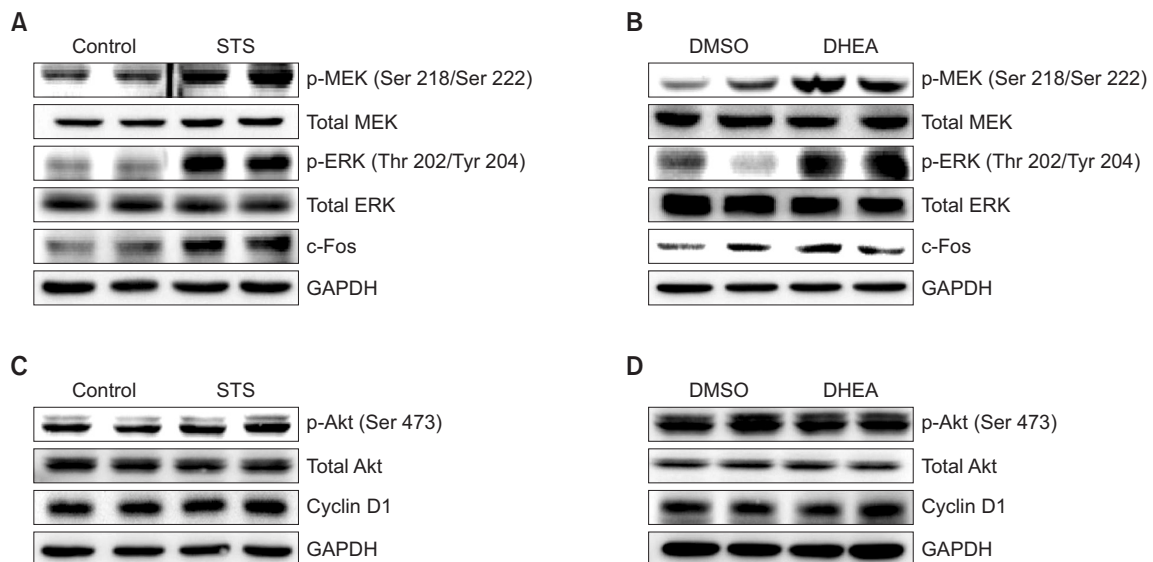 A
Control STS
p-MEK (Ser 218/Ser 222)
Total MEK
p-ERK (Thr 202/Tyr 204)
Total ERK
c-Fos
GAPDH
B
DMSO DHEA
p-MEK (Ser 218/Ser 222)
Total MEK
p-ERK (Thr 202/Tyr 204)
Total ERK
c-Fos
GAPDH
C
Control STS
p-Akt (Ser 473)
Total Akt
Cyclin D1
GAPDH
D
DMSO DHEA
p-Akt (Ser 473)
Total Akt
Cyclin D1
GAPDH